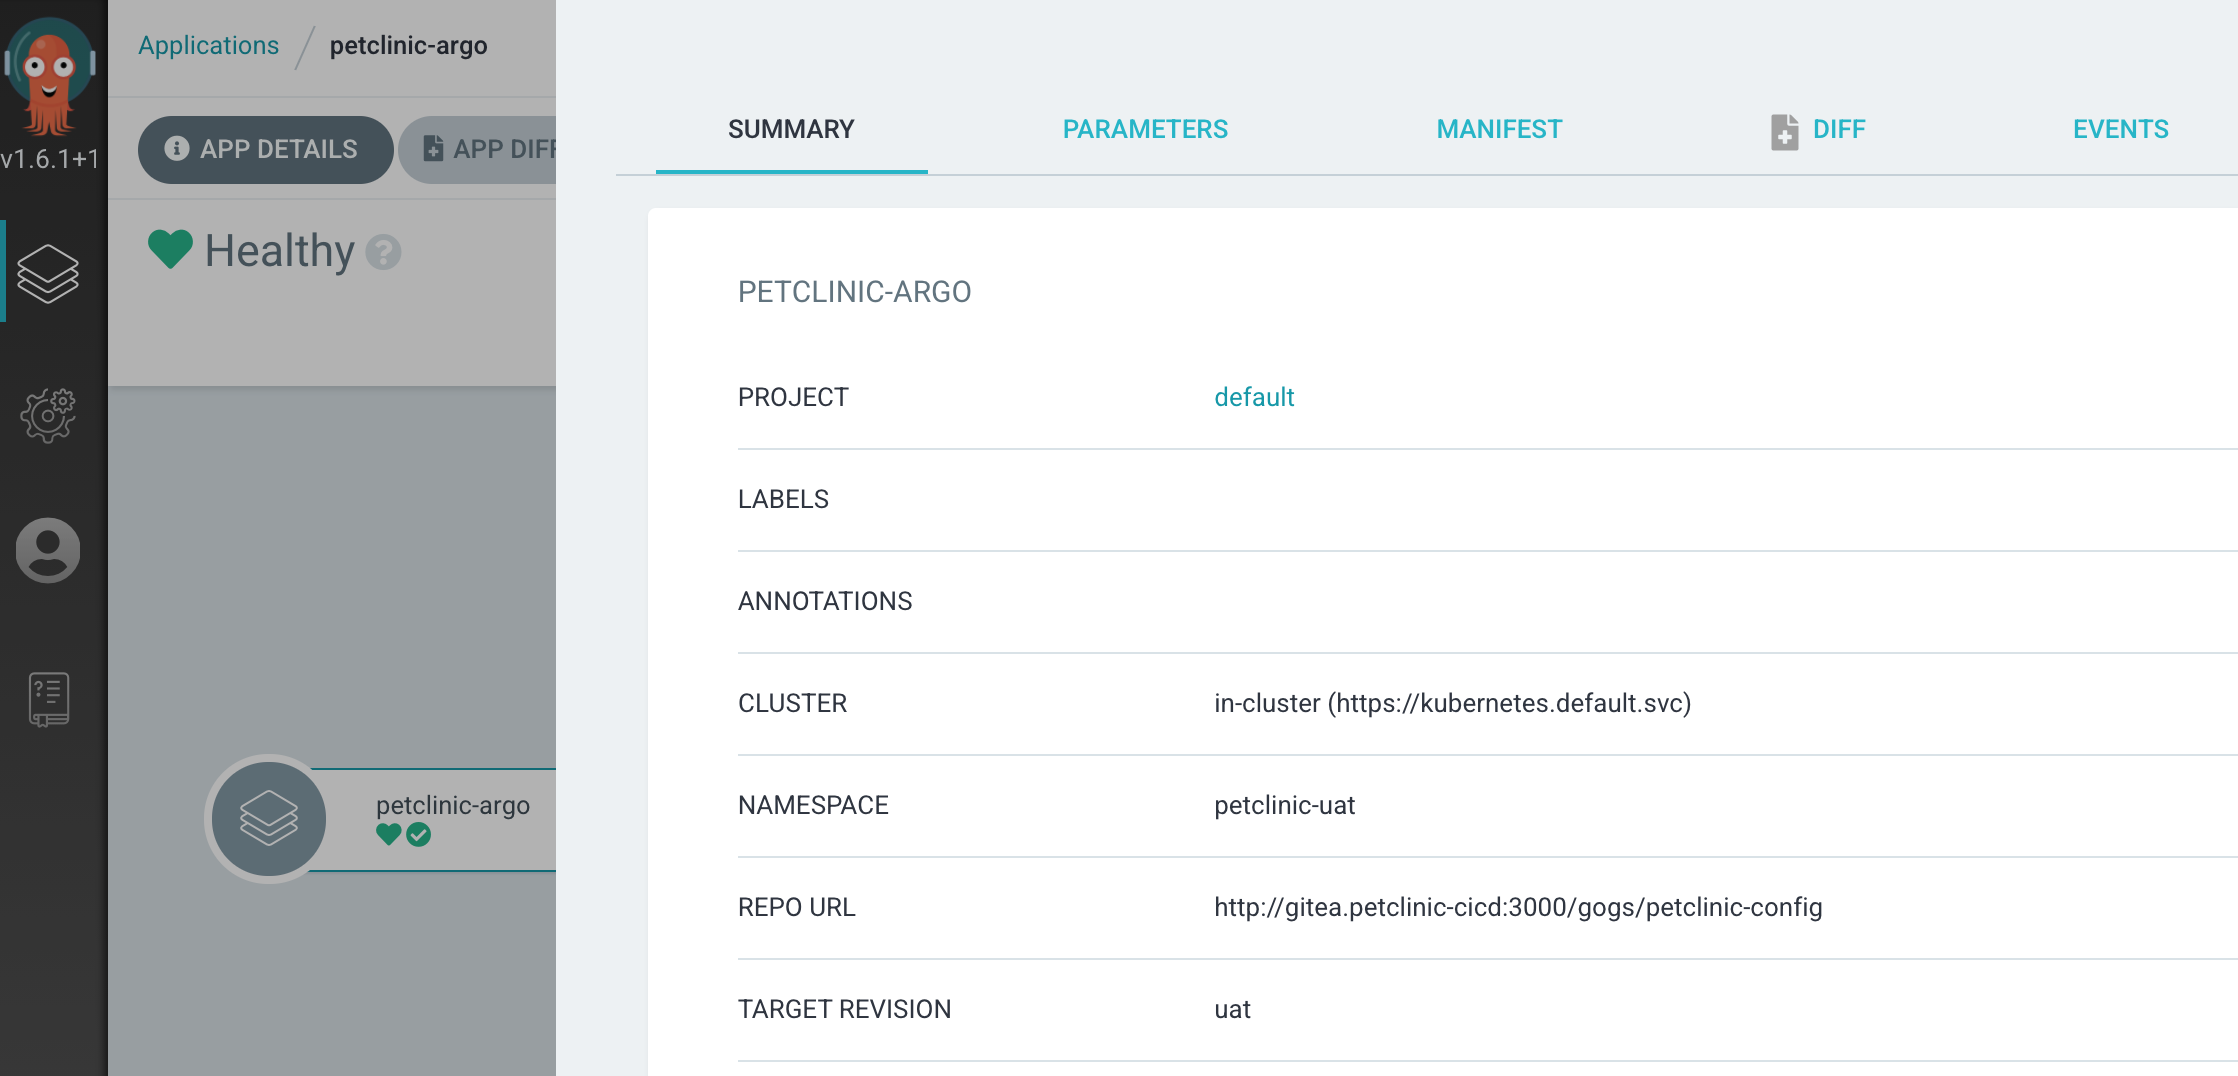 Applications / petclinic-argo
v1.6.1+1
APP DETAILS
APP DIFF
Healthy
petclinic-argo
SUMMARY
PARAMETERS
MANIFEST
DIFF
EVENTS
PETCLINIC-ARGO
PROJECT default
LABELS
ANNOTATIONS
CLUSTER in-cluster (https://kubernetes.default.svc)
NAMESPACE petclinic-uat
REPO URL http://gitea.petclinic-cicd:3000/gogs/petclinic-config
TARGET REVISION uat